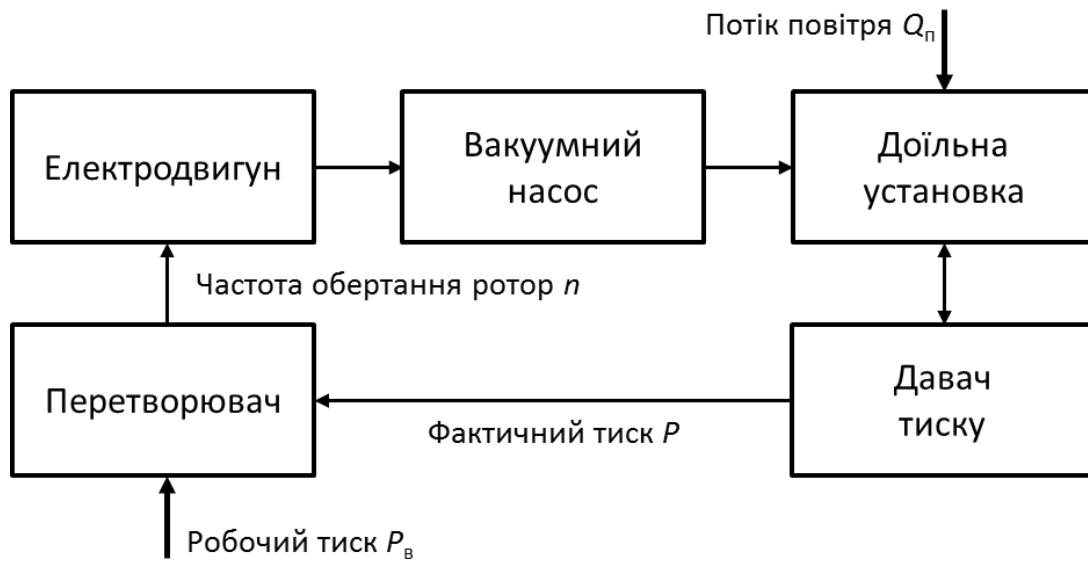 Потік повітря Qп
Електродвигун
Вакуумний
насос
Доїльна
установка
Частота обертання ротор n
Перетворювач
Давач
тиску
Фактичний тиск P
Робочий тиск Pв